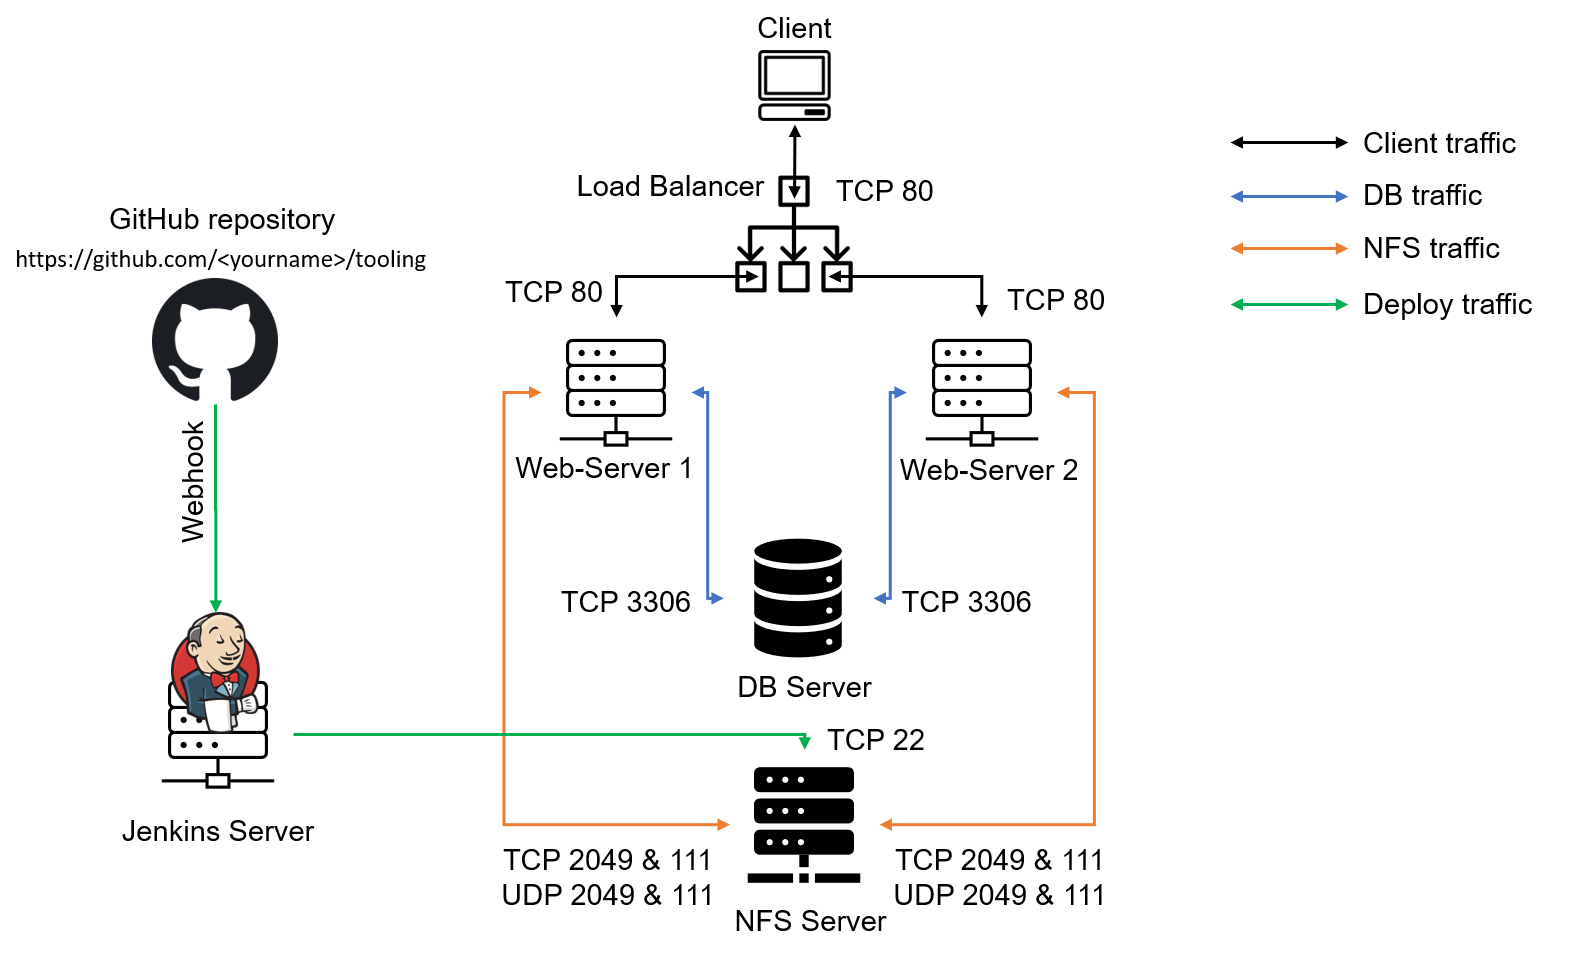 Client
Load Balancer
TCP 80
GitHub repository
https://github.com/<yourname>/tooling
TCP 80
TCP 80
Client traffic
DB traffic
NFS traffic
Deploy traffic
Webhook
Web-Server 1
Web-Server 2
TCP 3306
TCP 3306
DB Server
TCP 22
Jenkins Server
TCP 2049 & 111
UDP 2049 & 111
TCP 2049 & 111
UDP 2049 & 111
NFS Server